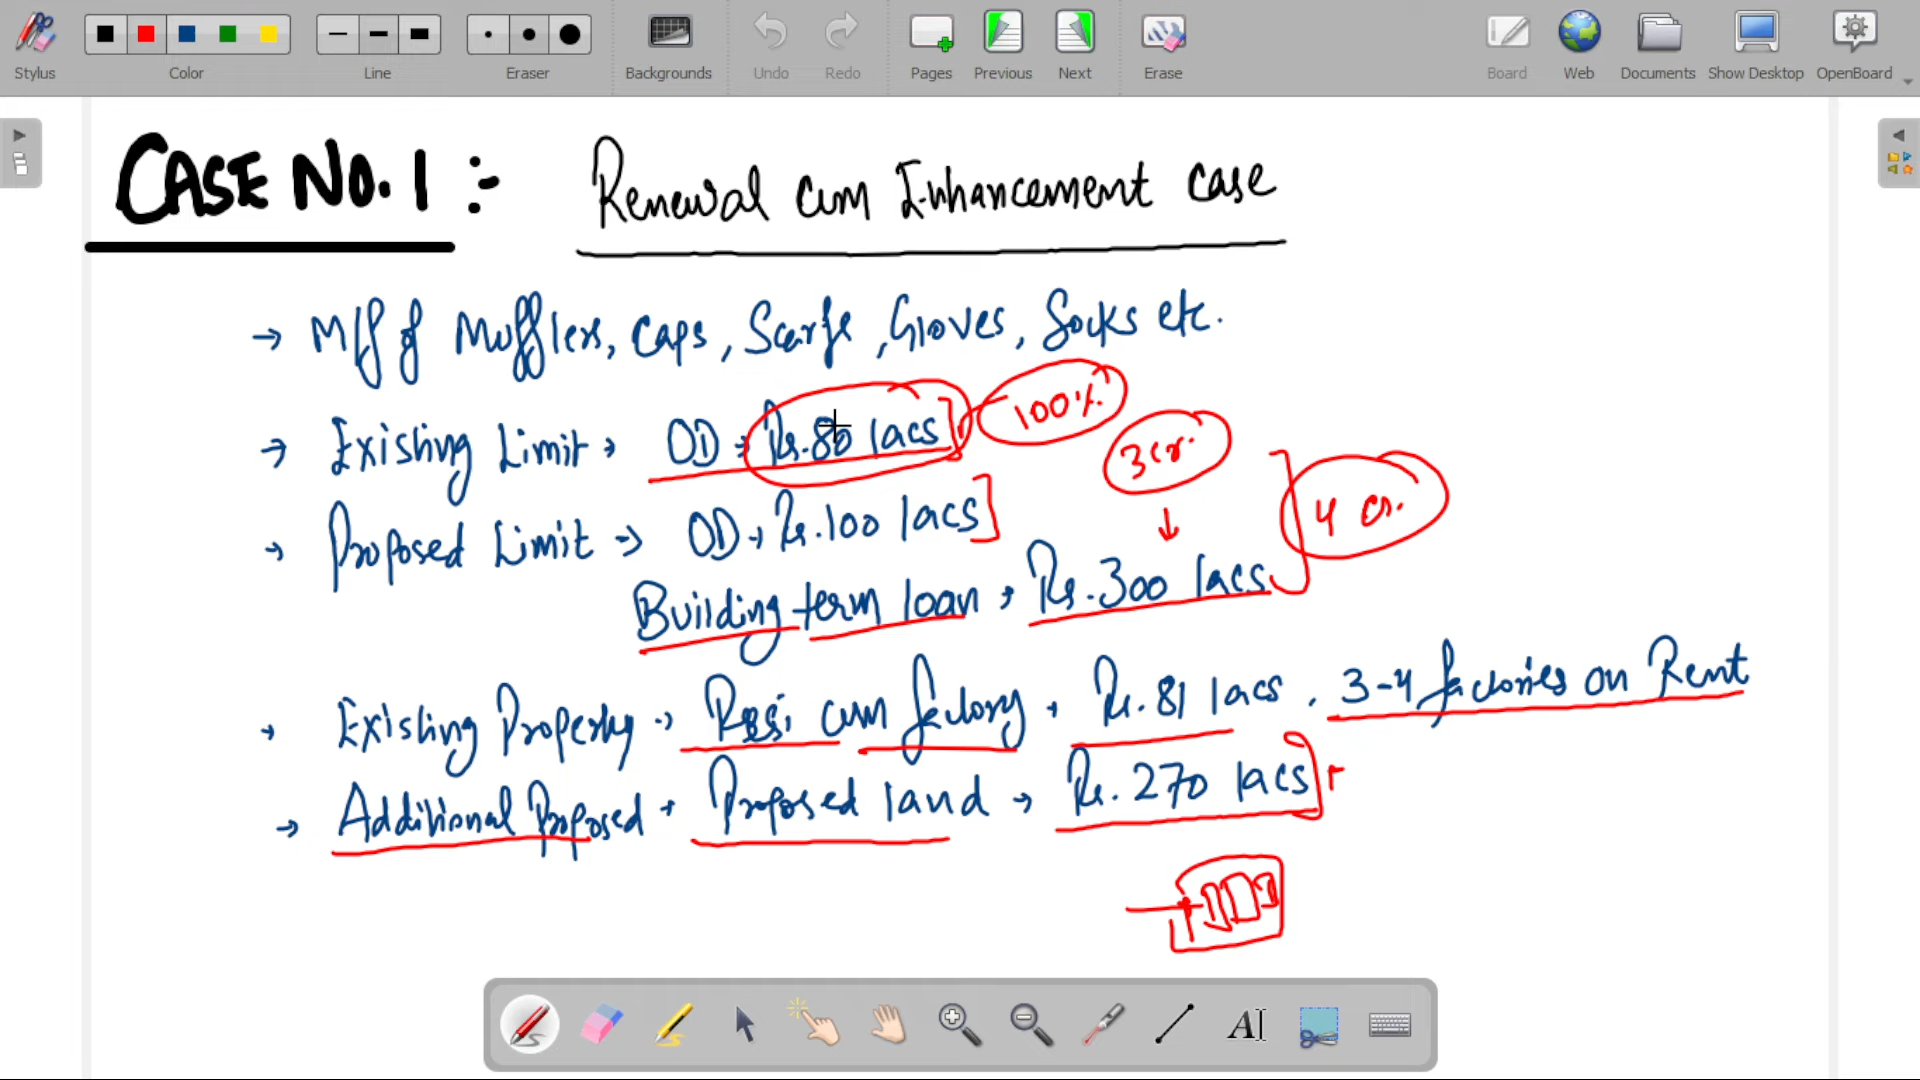 Stylus Color Line Eraser Backgrounds Undo Redo Pages Previous Next Erase Board Web Documents Show Desktop OpenBoard
CASE NO. 1 :- Renewal cum Enhancement case
→ M/f of Mufflers, Caps, Scarfs, Gloves, Socks etc.
→ Existing Limit → OD → Rs.80 lacs] 100%
3 cr.
→ Proposed Limit → OD → Rs.100 lacs] 4 cr.
Building term loan → Rs.300 lacs
→ Existing Property → Resi cum factory → Rs.81 lacs, 3-4 factories on Rent
→ Additional Proposed → Proposed land → Rs.270 lacs]
AI